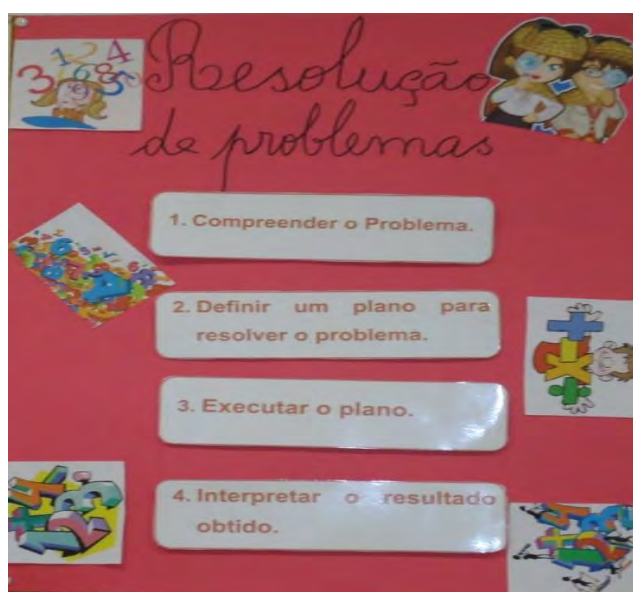 Resolução
de problemas
1. Compreender o Problema.
2. Definir um plano para
resolver o problema.
3. Executar o plano.
4. Interpretar o resultado
obtido.